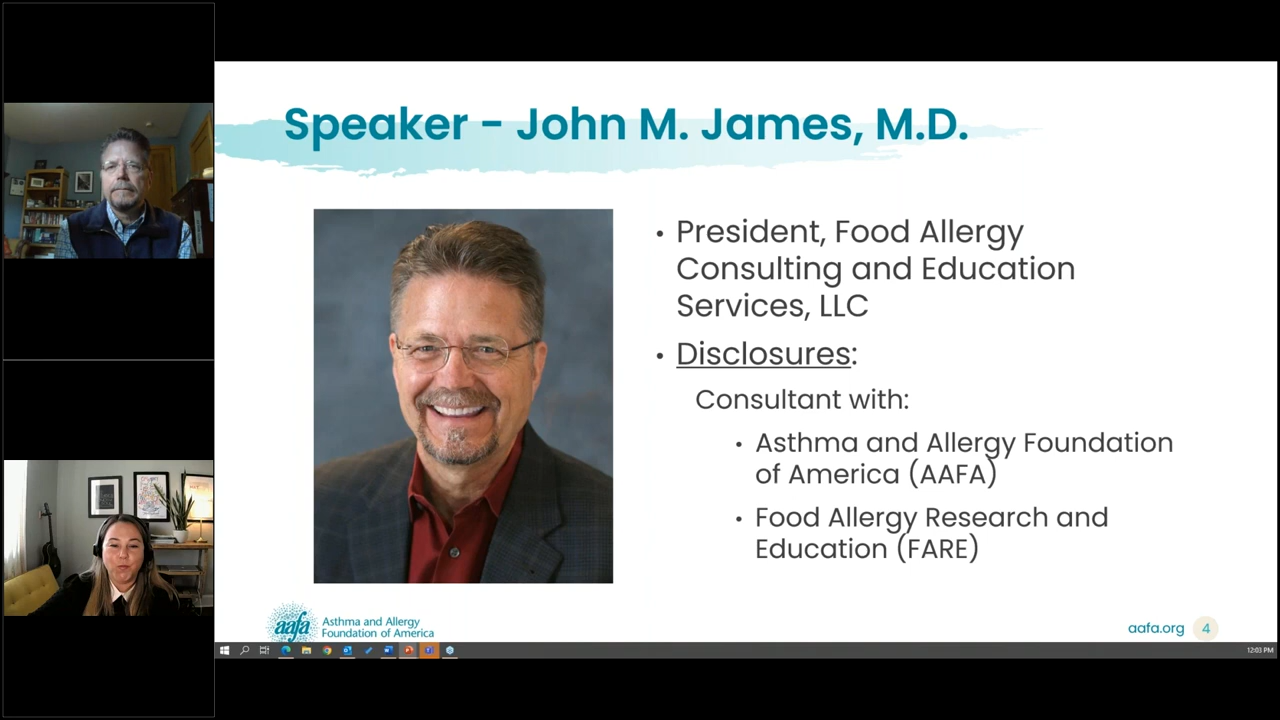 Speaker - John M. James, M.D.
• President, Food Allergy
Consulting and Education
Services, LLC
• Disclosures:
Consultant with:
• Asthma and Allergy Foundation
of America (AAFA)
• Food Allergy Research and
Education (FARE)
aafa
Asthma and Allergy
Foundation of America
aafa.org
4
12:03 PM